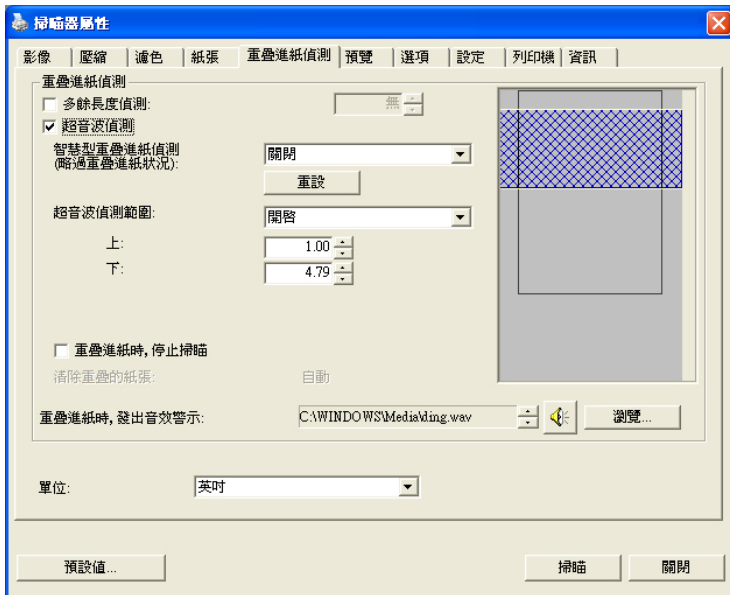 掃瞄器屬性
影像 壓縮 濾色 紙張 重疊進紙偵測 預覽 選項 設定 列印機 資訊
重疊進紙偵測
多餘長度偵測: 無
超音波偵測
智慧型重疊進紙偵測
(略過重疊進紙狀況): 關閉
重設
超音波偵測範圍: 開啓
上: 1.00
下: 4.79
重疊進紙時, 停止掃瞄
清除重疊的紙張: 自動
重疊進紙時, 發出音效警示: C:\WINDOWS\Media\ding.wav 瀏覽...
單位: 英吋
預設値... 掃瞄 關閉